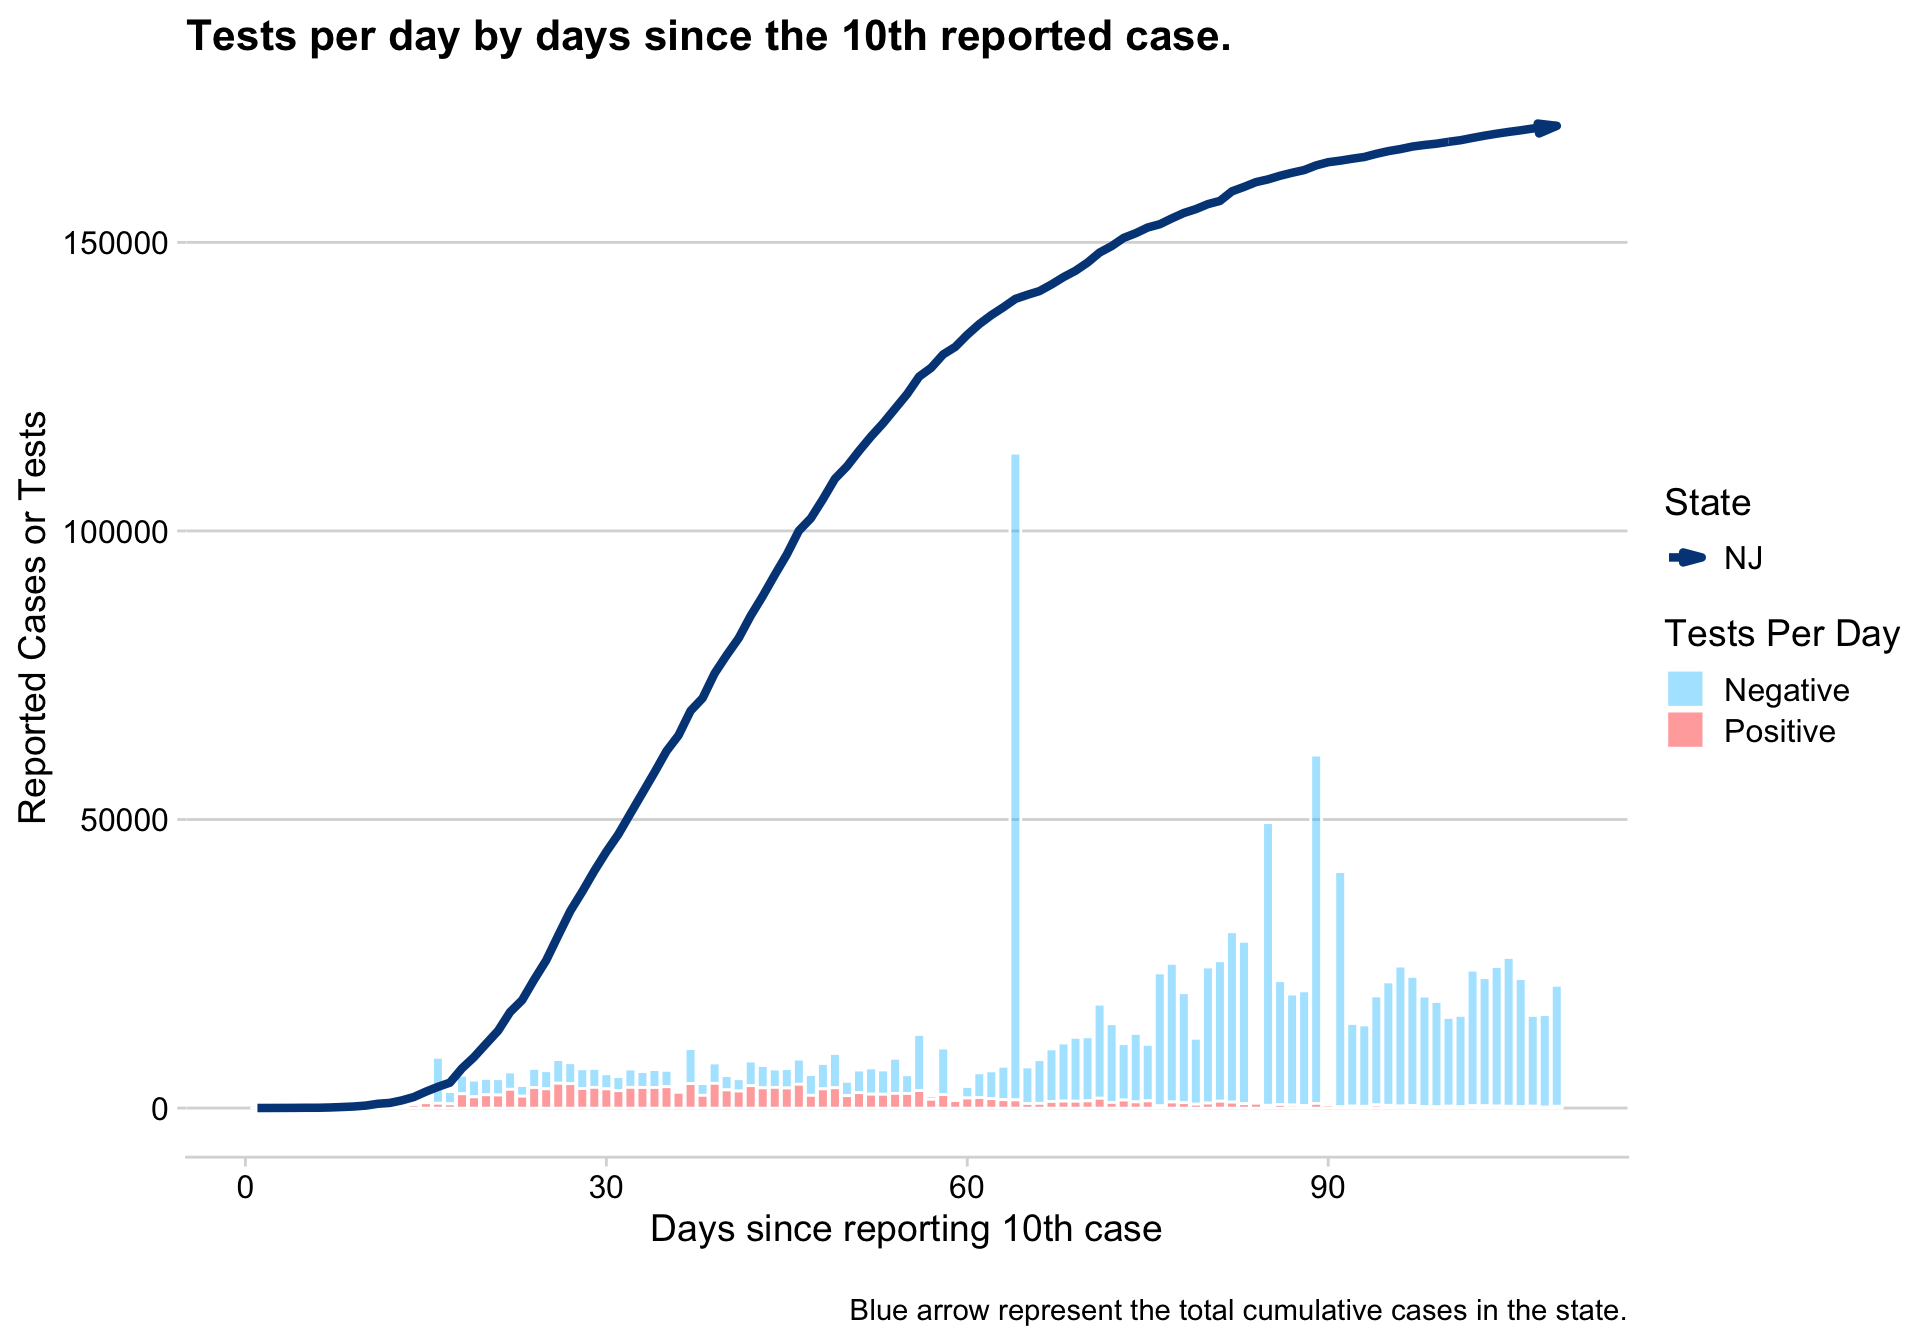 Tests per day by days since the 10th reported case.
Reported Cases or Tests
150000
100000
50000
0
0 30 60 90
Days since reporting 10th case
State
NJ
Tests Per Day
Negative
Positive
Blue arrow represent the total cumulative cases in the state.